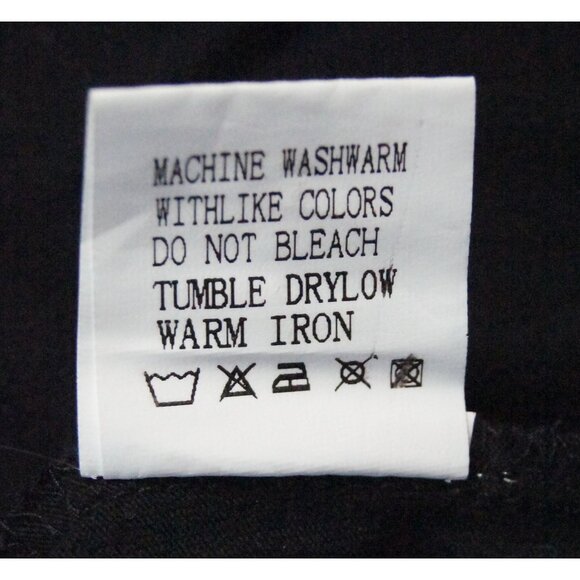 MACHINE WASHWARM
WITHLIKE COLORS
DO NOT BLEACH
TUMBLE DRYLOW
WARM IRON